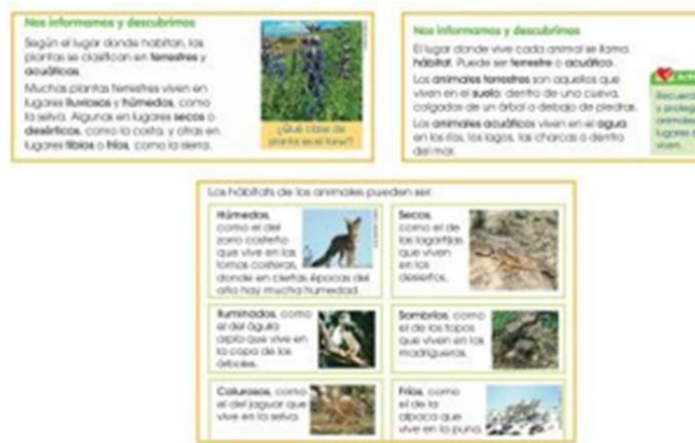 Nos informamos y descubrimos
Según el lugar donde habitan, las
plantas se clasifican en terrestres y
acuáticas.
Muchas plantas terrestres viven en
lugares lluviosos y húmedos, como
la selva. Algunas en lugares secos o
desérticos, como la costa, y otras en
lugares tibios o fríos, como la sierra.
¿Qué clase de
planta es el tarwi?
Nos informamos y descubrimos
El lugar donde vive cada animal se llama
hábitat. Puede ser terrestre o acuático.
Los animales terrestres son aquellos que
viven en el suelo: dentro de una cueva,
colgados de un árbol o debajo de piedras.
Los animales acuáticos viven en el agua:
en los ríos, los lagos, las charcas o dentro
del mar.
animales
lugares
viven.
Los hábitats de los animales pueden ser:
Húmedos,
como el del
zorro costeño
que vive en las
lomas costeras,
donde en ciertas épocas del
año hay mucha humedad.
Secos,
como el de
las lagartijas
que viven
en los
desiertos.
Iluminados, como
el del águila
arpía que vive en
la copa de los
árboles.
Sombríos, como
el de los topos
que viven en las
madrigueras.
Calurosos, como
el del jaguar que
vive en la selva.
Fríos, como
el de la
alpaca que
vive en la puna.